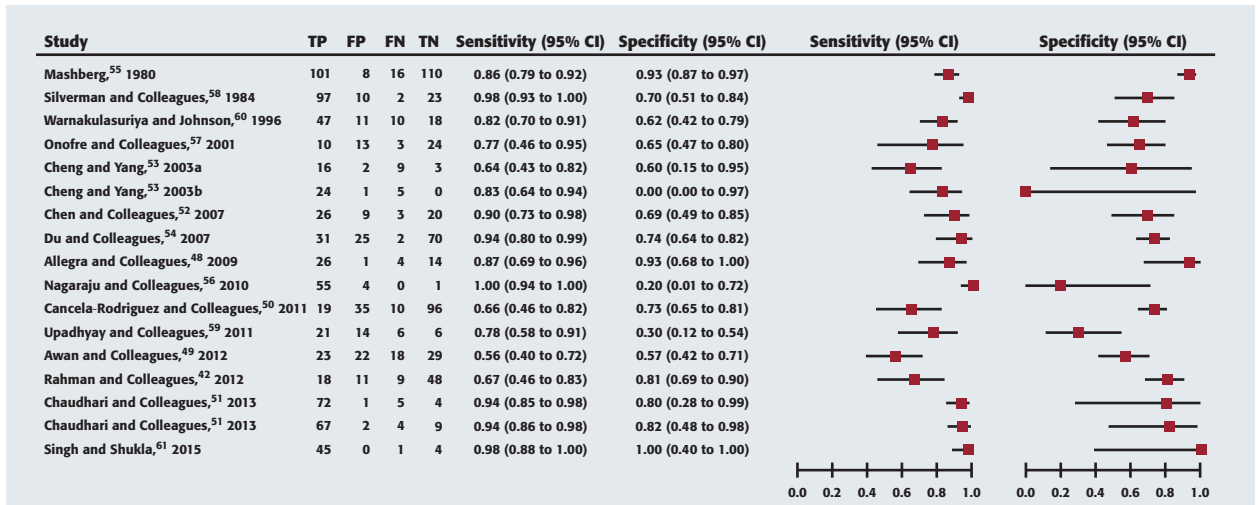 Study TP FP FN TN Sensitivity (95% CI) Specificity (95% CI) Sensitivity (95% CI) Specificity (95% CI)
Mashberg,55 1980 101 8 16 110 0.86 (0.79 to 0.92) 0.93 (0.87 to 0.97)
Silverman and Colleagues,58 1984 97 10 2 23 0.98 (0.93 to 1.00) 0.70 (0.51 to 0.84)
Warnakulasuriya and Johnson,60 1996 47 11 10 18 0.82 (0.70 to 0.91) 0.62 (0.42 to 0.79)
Onofre and Colleagues,57 2001 10 13 3 24 0.77 (0.46 to 0.95) 0.65 (0.47 to 0.80)
Cheng and Yang,53 2003a 16 2 9 3 0.64 (0.43 to 0.82) 0.60 (0.15 to 0.95)
Cheng and Yang,53 2003b 24 1 5 0 0.83 (0.64 to 0.94) 0.00 (0.00 to 0.97)
Chen and Colleagues,52 2007 26 9 3 20 0.90 (0.73 to 0.98) 0.69 (0.49 to 0.85)
Du and Colleagues,54 2007 31 25 2 70 0.94 (0.80 to 0.99) 0.74 (0.64 to 0.82)
Allegra and Colleagues,48 2009 26 1 4 14 0.87 (0.69 to 0.96) 0.93 (0.68 to 1.00)
Nagaraju and Colleagues,56 2010 55 4 0 1 1.00 (0.94 to 1.00) 0.20 (0.01 to 0.72)
Cancela-Rodriguez and Colleagues,50 2011 19 35 10 96 0.66 (0.46 to 0.82) 0.73 (0.65 to 0.81)
Upadhyay and Colleagues,59 2011 21 14 6 6 0.78 (0.58 to 0.91) 0.30 (0.12 to 0.54)
Awan and Colleagues,49 2012 23 22 18 29 0.56 (0.40 to 0.72) 0.57 (0.42 to 0.71)
Rahman and Colleagues,42 2012 18 11 9 48 0.67 (0.46 to 0.83) 0.81 (0.69 to 0.90)
Chaudhari and Colleagues,51 2013 72 1 5 4 0.94 (0.85 to 0.98) 0.80 (0.28 to 0.99)
Chaudhari and Colleagues,51 2013 67 2 4 9 0.94 (0.86 to 0.98) 0.82 (0.48 to 0.98)
Singh and Shukla,61 2015 45 0 1 4 0.98 (0.88 to 1.00) 1.00 (0.40 to 1.00)
0.0 0.2 0.4 0.6 0.8 1.0 0.0 0.2 0.4 0.6 0.8 1.0